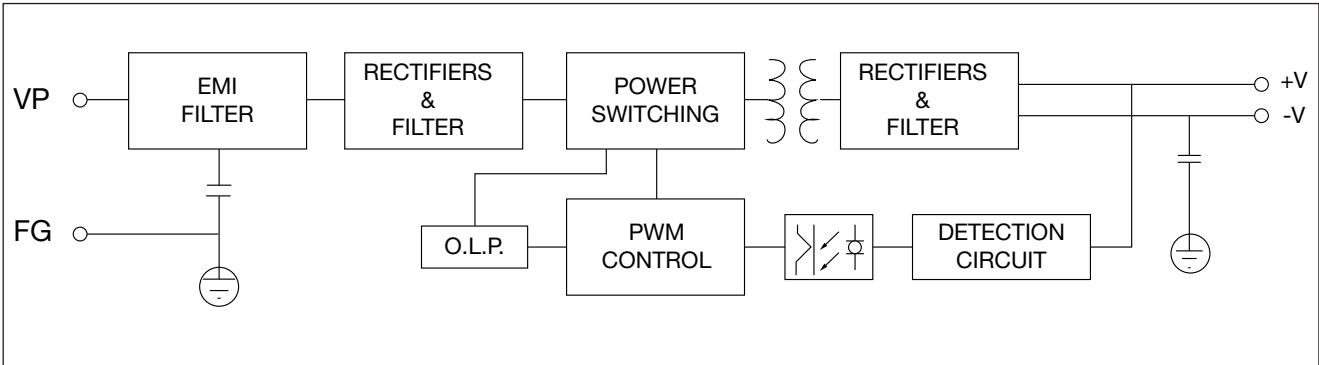 VP
EMI
FILTER
RECTIFIERS
&
FILTER
POWER
SWITCHING
RECTIFIERS
&
FILTER
+V
-V
FG
O.L.P.
PWM
CONTROL
DETECTION
CIRCUIT